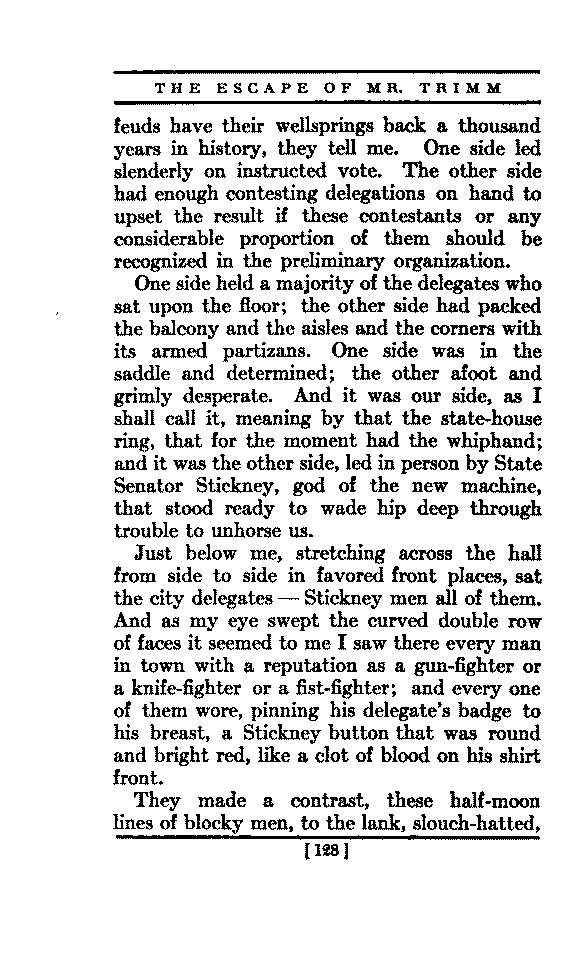 THE ESCAPE OF MR. TRIMM
feuds have their wellsprings back a thousand
years in history, they tell me. One side led
slenderly on instructed vote. The other side
had enough contesting delegations on hand to
upset the result if these contestants or any
considerable proportion of them should be
recognized in the preliminary organization.
One side held a majority of the delegates who
sat upon the floor; the other side had packed
the balcony and the aisles and the corners with
its armed partizans. One side was in the
saddle and determined; the other afoot and
grimly desperate. And it was our side, as I
shall call it, meaning by that the state-house
ring, that for the moment had the whiphand;
and it was the other side, led in person by State
Senator Stickney, god of the new machine,
that stood ready to wade hip deep through
trouble to unhorse us.
Just below me, stretching across the hall
from side to side in favored front places, sat
the city delegates — Stickney men all of them.
And as my eye swept the curved double row
of faces it seemed to me I saw there every man
in town with a reputation as a gun-fighter or
a knife-fighter or a fist-fighter; and every one
of them wore, pinning his delegate's badge to
his breast, a Stickney button that was round
and bright red, like a clot of blood on his shirt
front.
They made a contrast, these half-moon
lines of blocky men, to the lank, slouch-hatted,
[128]